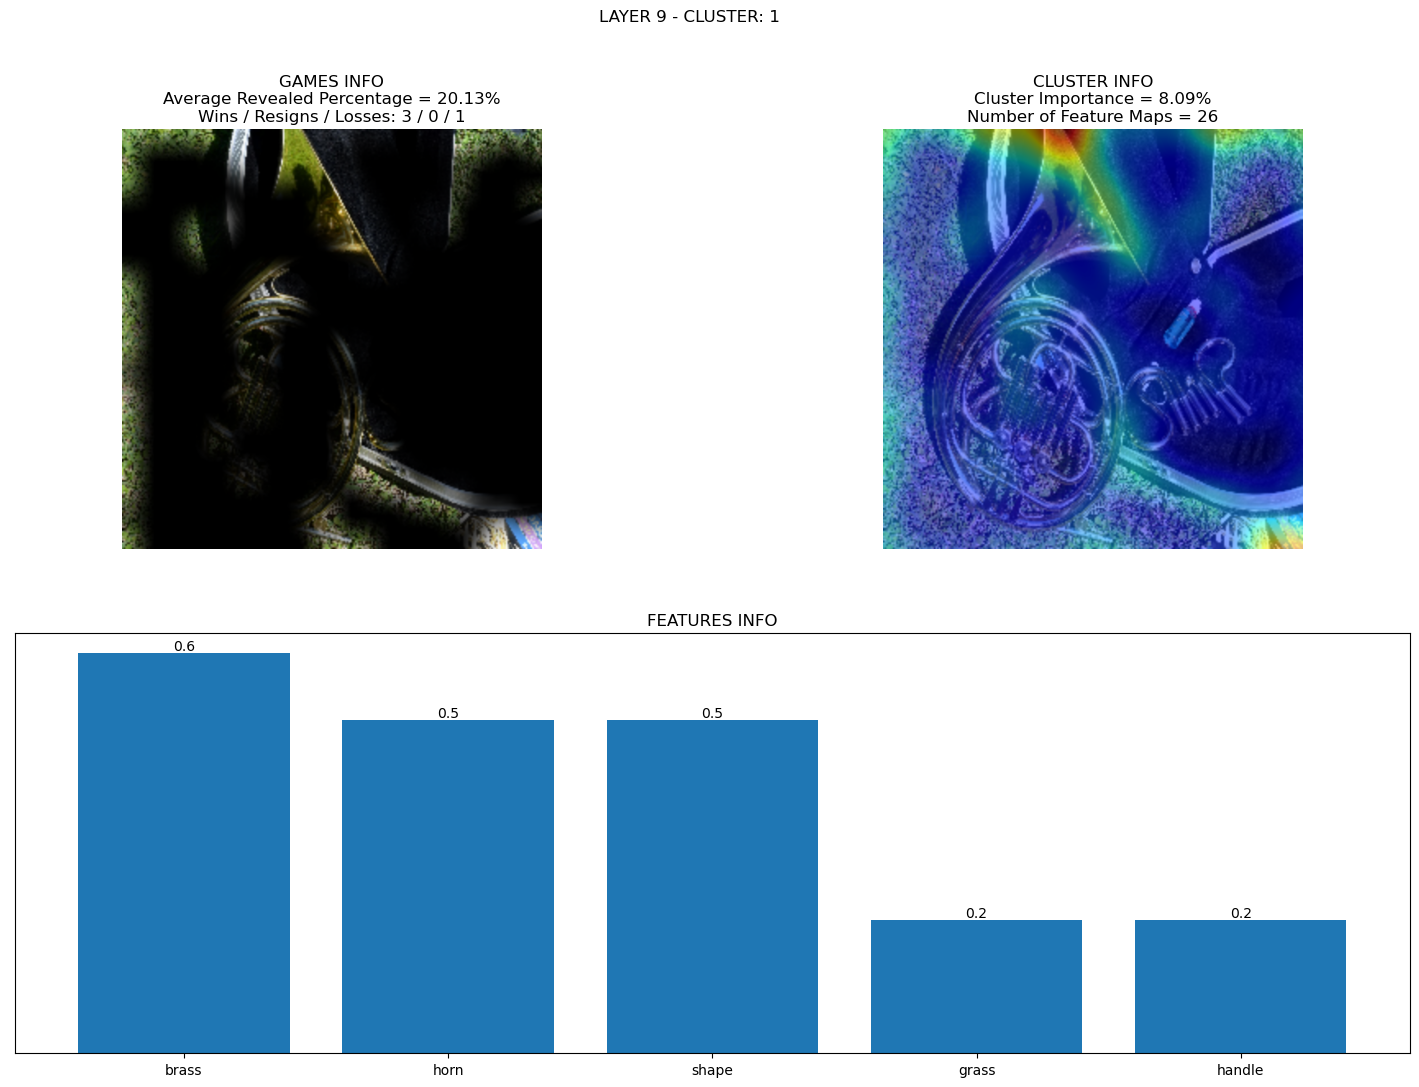 LAYER 9 - CLUSTER: 1
GAMES INFO
Average Revealed Percentage = 20.13%
Wins / Resigns / Losses: 3 / 0 / 1
CLUSTER INFO
Cluster Importance = 8.09%
Number of Feature Maps = 26
FEATURES INFO
0.6
0.5
0.5
0.2
0.2
brass
horn
shape
grass
handle